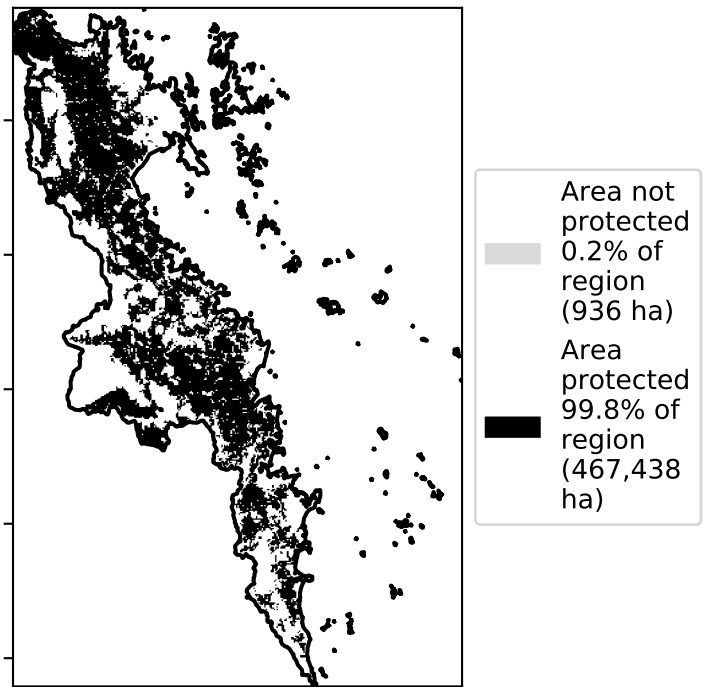 Area not
protected
0.2% of
region
(936 ha)
Area
protected
99.8% of
region
(467,438
ha)